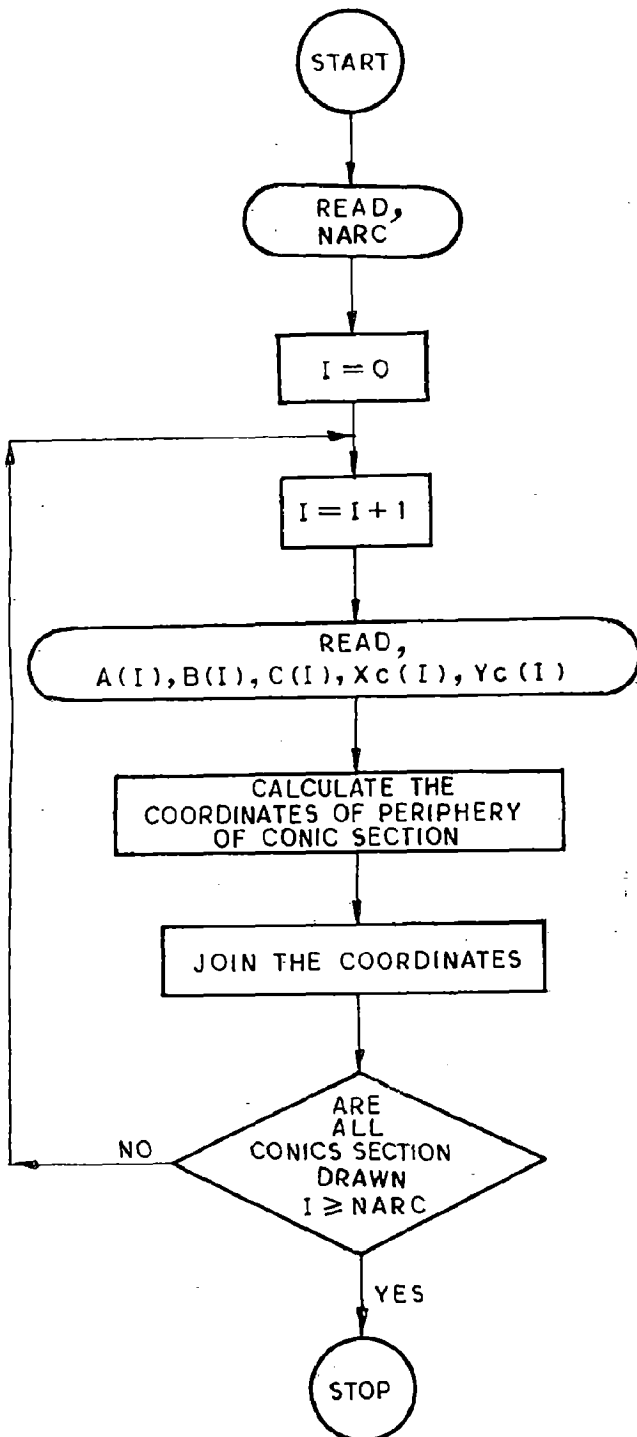 START
READ,
NARC
I = 0
I = I + 1
READ,
A(I), B(I), C(I), Xc(I), Yc(I)
CALCULATE THE
COORDINATES OF PERIPHERY
OF CONIC SECTION
JOIN THE COORDINATES
ARE
ALL
CONICS SECTION
DRAWN
I ≥ NARC
NO
YES
STOP